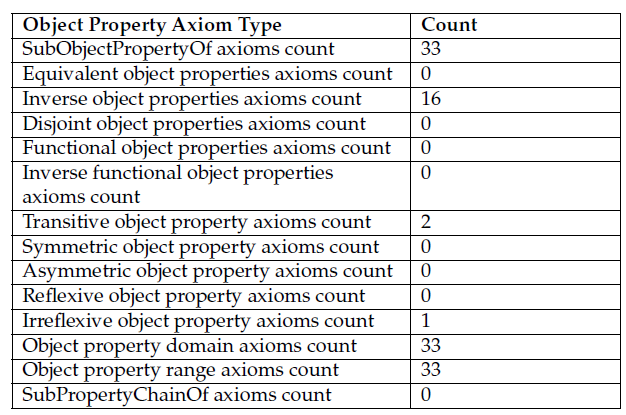 Object Property Axiom Type Count
SubObjectPropertyOf axioms count 33
Equivalent object properties axioms count 0
Inverse object properties axioms count 16
Disjoint object properties axioms count 0
Functional object properties axioms count 0
Inverse functional object properties 0
axioms count
Transitive object property axioms count 2
Symmetric object property axioms count 0
Asymmetric object property axioms count 0
Reflexive object property axioms count 0
Irreflexive object property axioms count 1
Object property domain axioms count 33
Object property range axioms count 33
SubPropertyChainOf axioms count 0